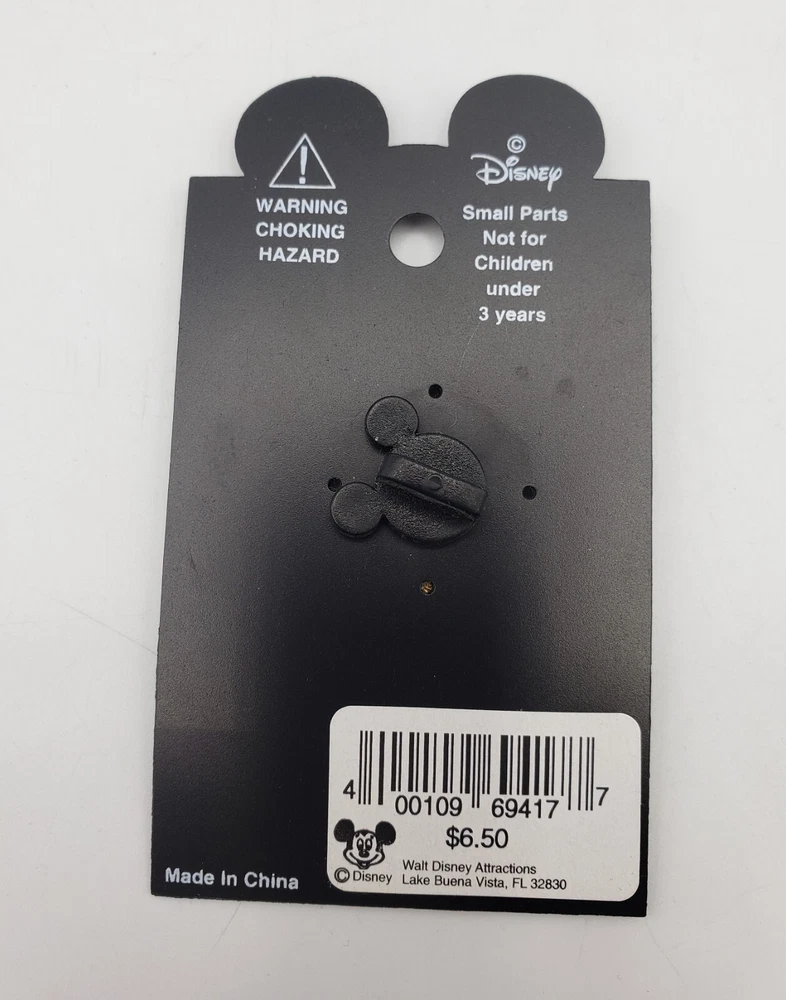 !
WARNING
CHOKING
HAZARD
©
Disney
Small Parts
Not for
Children
under
3 years
4 00109 69417 7
$6.50
© Disney
Walt Disney Attractions
Lake Buena Vista, FL 32830
Made In China